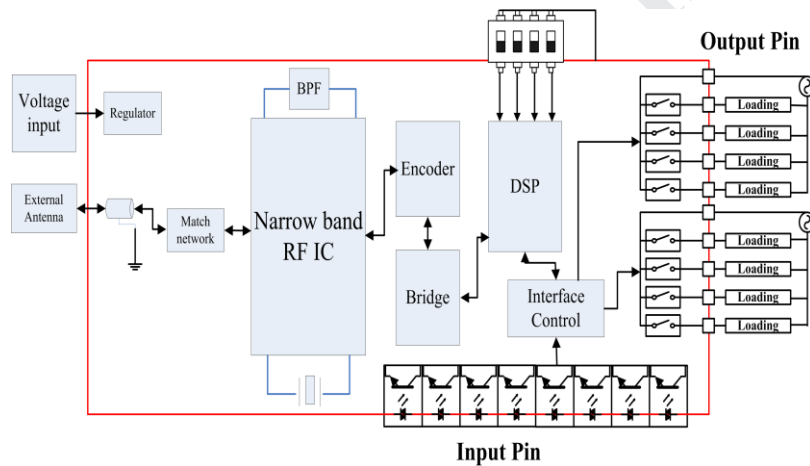 Output Pin
Voltage
input
Regulator
BPF
Loading
Loading
Loading
Loading
External
Antenna
Match
network
Narrow band
RF IC
Encoder
DSP
Bridge
Interface
Control
Loading
Loading
Loading
Loading
Input Pin